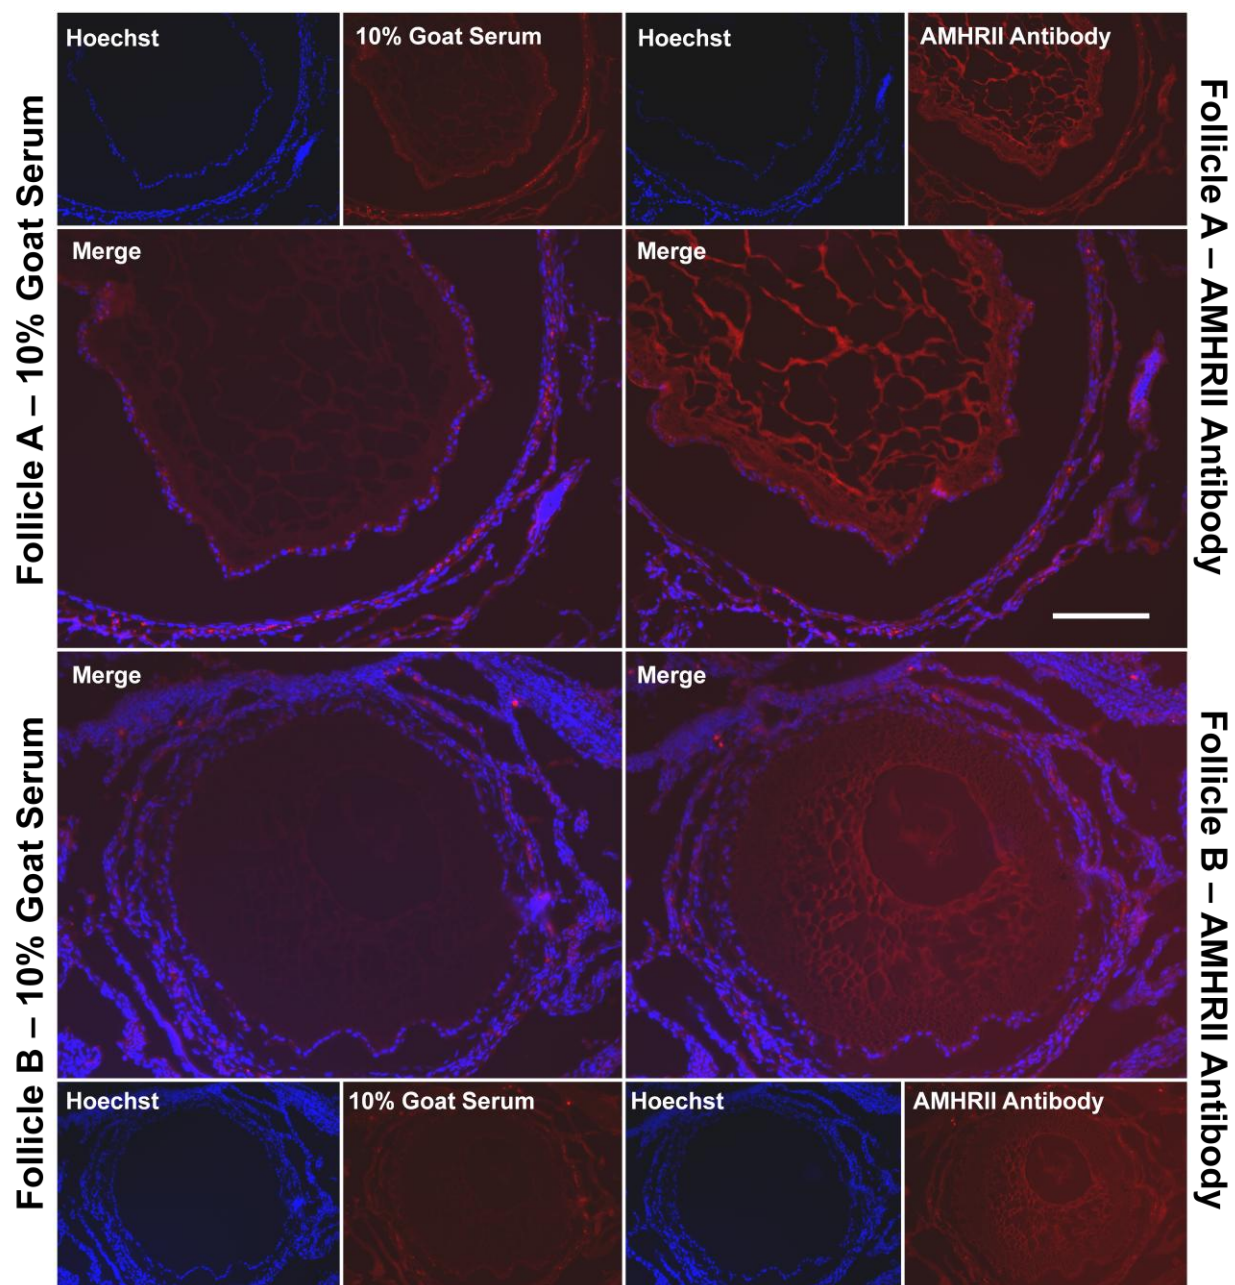 Hoechst
10% Goat Serum
Hoechst
AMHRII Antibody
Follicle A – 10% Goat Serum
Merge
Merge
Follicle A – AMHRII Antibody
Follicle B – 10% Goat Serum
Merge
Merge
Follicle B – AMHRII Antibody
Hoechst
10% Goat Serum
Hoechst
AMHRII Antibody